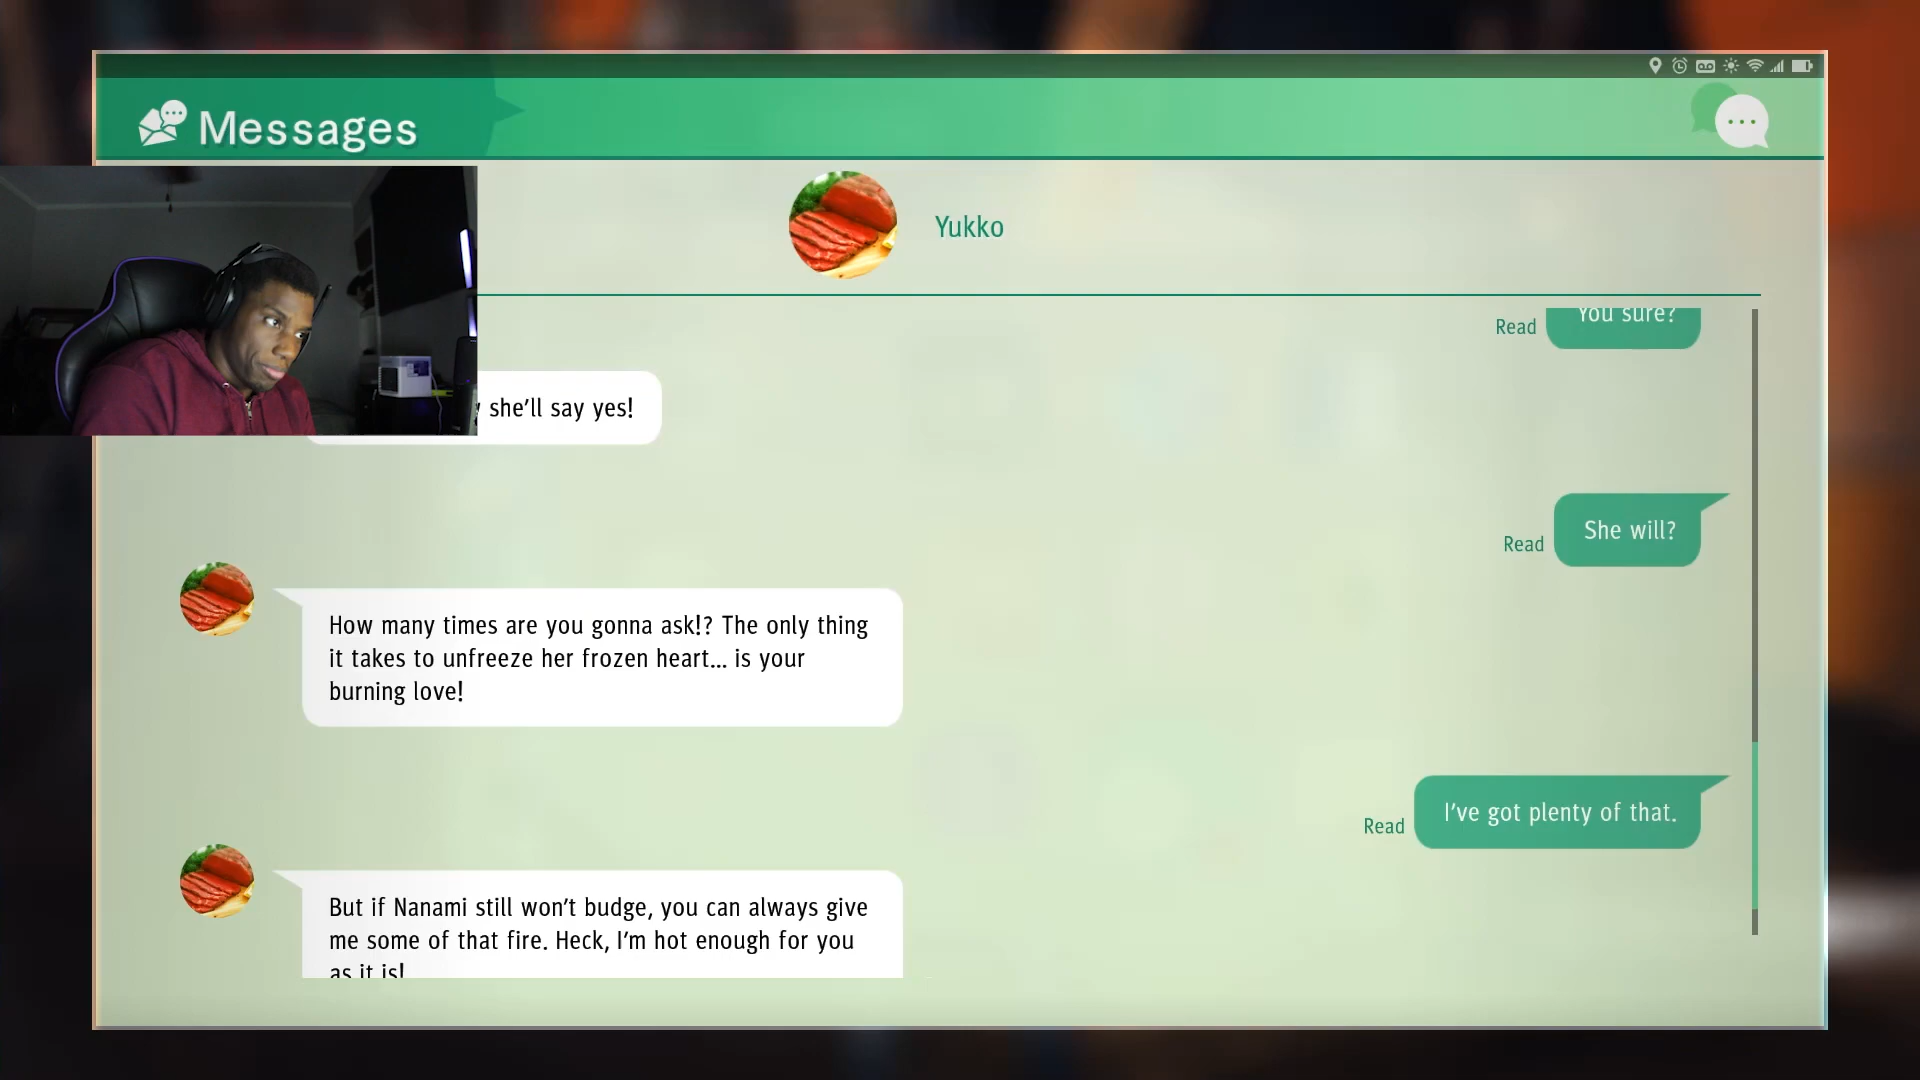 Messages
Yukko
You sure?
Read
she'll say yes!
She will?
Read
How many times are you gonna ask!? The only thing
it takes to unfreeze her frozen heart... is your
burning love!
I've got plenty of that.
Read
But if Nanami still won't budge, you can always give
me some of that fire. Heck, I'm hot enough for you
as it is!